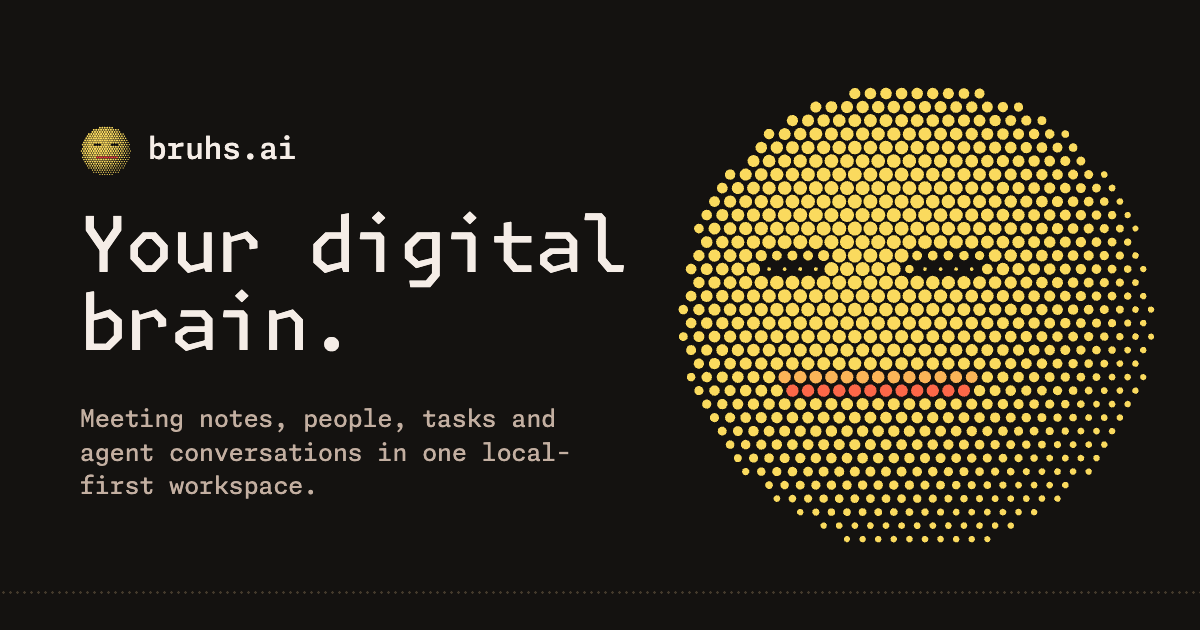 bruhs.ai
Your digital
brain.
Meeting notes, people, tasks and
agent conversations in one local-
first workspace.